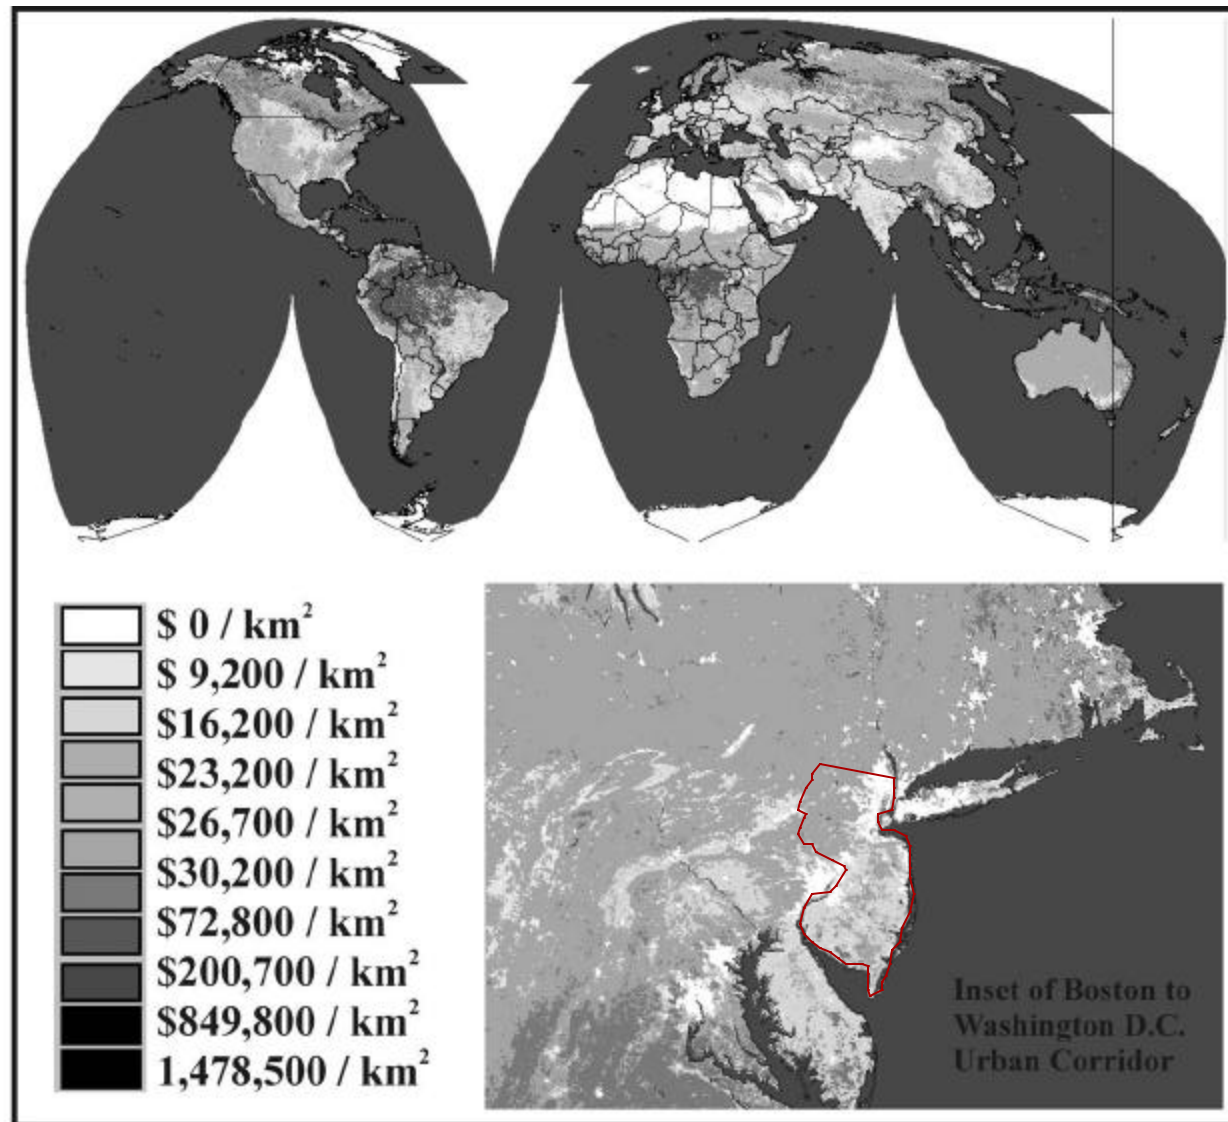 $ 0 / km²
$ 9,200 / km²
$16,200 / km²
$23,200 / km²
$26,700 / km²
$30,200 / km²
$72,800 / km²
$200,700 / km²
$849,800 / km²
1,478,500 / km²
Inset of Boston to
Washington D.C.
Urban Corridor